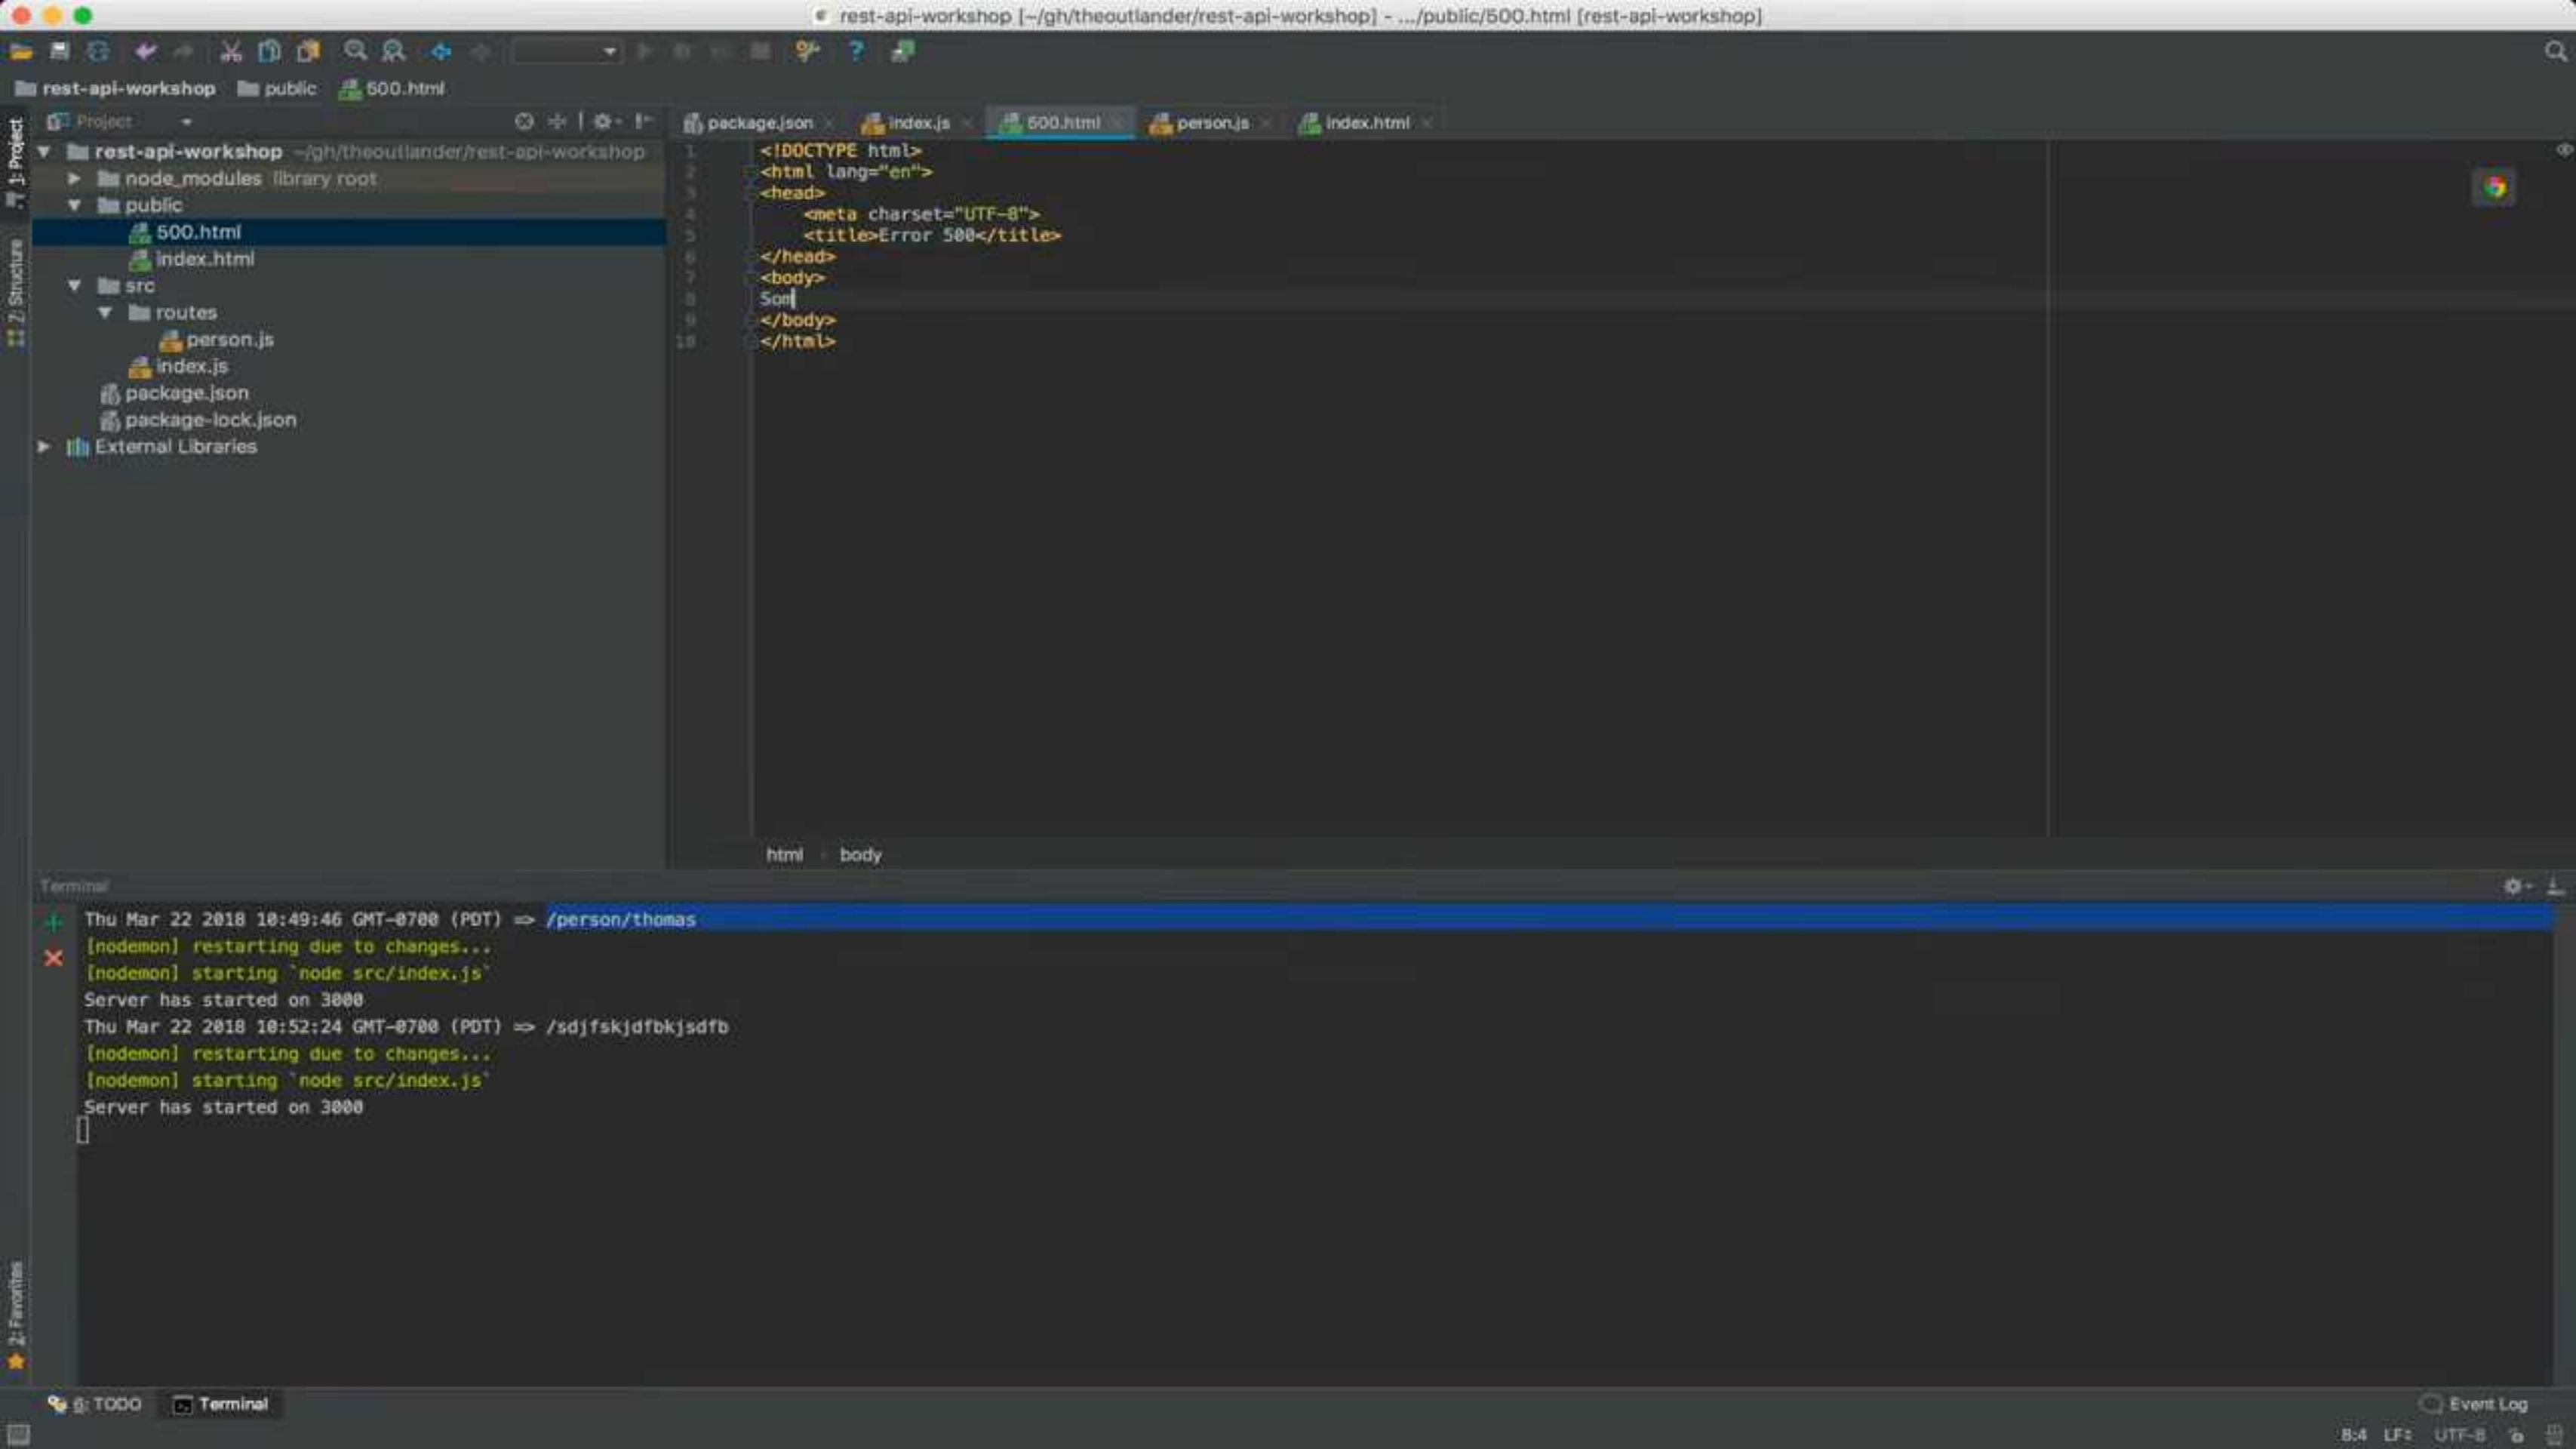 rest-api-workshop [~/gh/theoutlander/rest-api-workshop] - .../public/500.html [rest-api-workshop]
rest-api-workshop public 500.html
Project
package.json index.js 500.html person.js index.html
1: Project
rest-api-workshop ~/gh/theoutlander/rest-api-workshop
node_modules library root
public
500.html
index.html
src
routes
person.js
index.js
package.json
package-lock.json
External Libraries
Z: Structure
1 <!DOCTYPE html>
2 <html lang="en">
3 <head>
4 <meta charset="UTF-8">
5 <title>Error 500</title>
6 </head>
7 <body>
8 Som
9 </body>
10 </html>
html body
Terminal
Thu Mar 22 2018 10:49:46 GMT-0700 (PDT) => /person/thomas
[nodemon] restarting due to changes...
[nodemon] starting `node src/index.js`
Server has started on 3000
Thu Mar 22 2018 10:52:24 GMT-0700 (PDT) => /sdjfskjdfbkjsdfb
[nodemon] restarting due to changes...
[nodemon] starting `node src/index.js`
Server has started on 3000
2: Favorites
6: TODO Terminal
Event Log
8:4 LF UTF-8